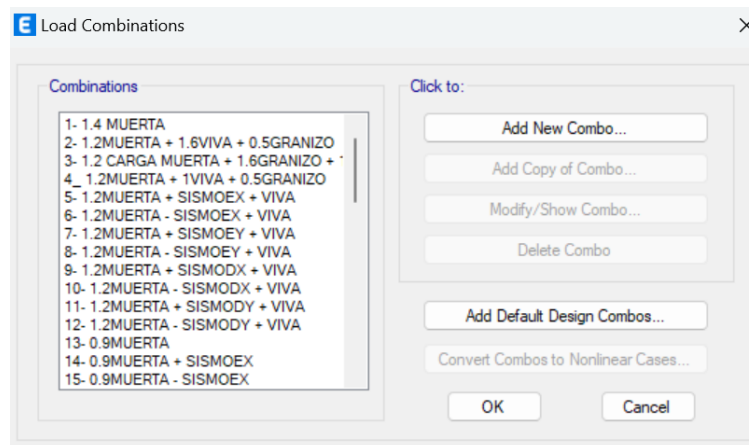 E Load Combinations
Combinations
1- 1.4 MUERTA
2- 1.2MUERTA + 1.6VIVA + 0.5GRANIZO
3- 1.2 CARGA MUERTA + 1.6GRANIZO +
4_ 1.2MUERTA + 1VIVA + 0.5GRANIZO
5- 1.2MUERTA + SISMOEX + VIVA
6- 1.2MUERTA - SISMOEX + VIVA
7- 1.2MUERTA + SISMOEY + VIVA
8- 1.2MUERTA - SISMOEY + VIVA
9- 1.2MUERTA + SISMODX + VIVA
10- 1.2MUERTA - SISMODX + VIVA
11- 1.2MUERTA + SISMODY + VIVA
12- 1.2MUERTA - SISMODY + VIVA
13- 0.9MUERTA
14- 0.9MUERTA + SISMOEX
15- 0.9MUERTA - SISMOEX
Click to:
Add New Combo...
Add Copy of Combo...
Modify/Show Combo...
Delete Combo
Add Default Design Combos...
Convert Combos to Nonlinear Cases...
OK
Cancel